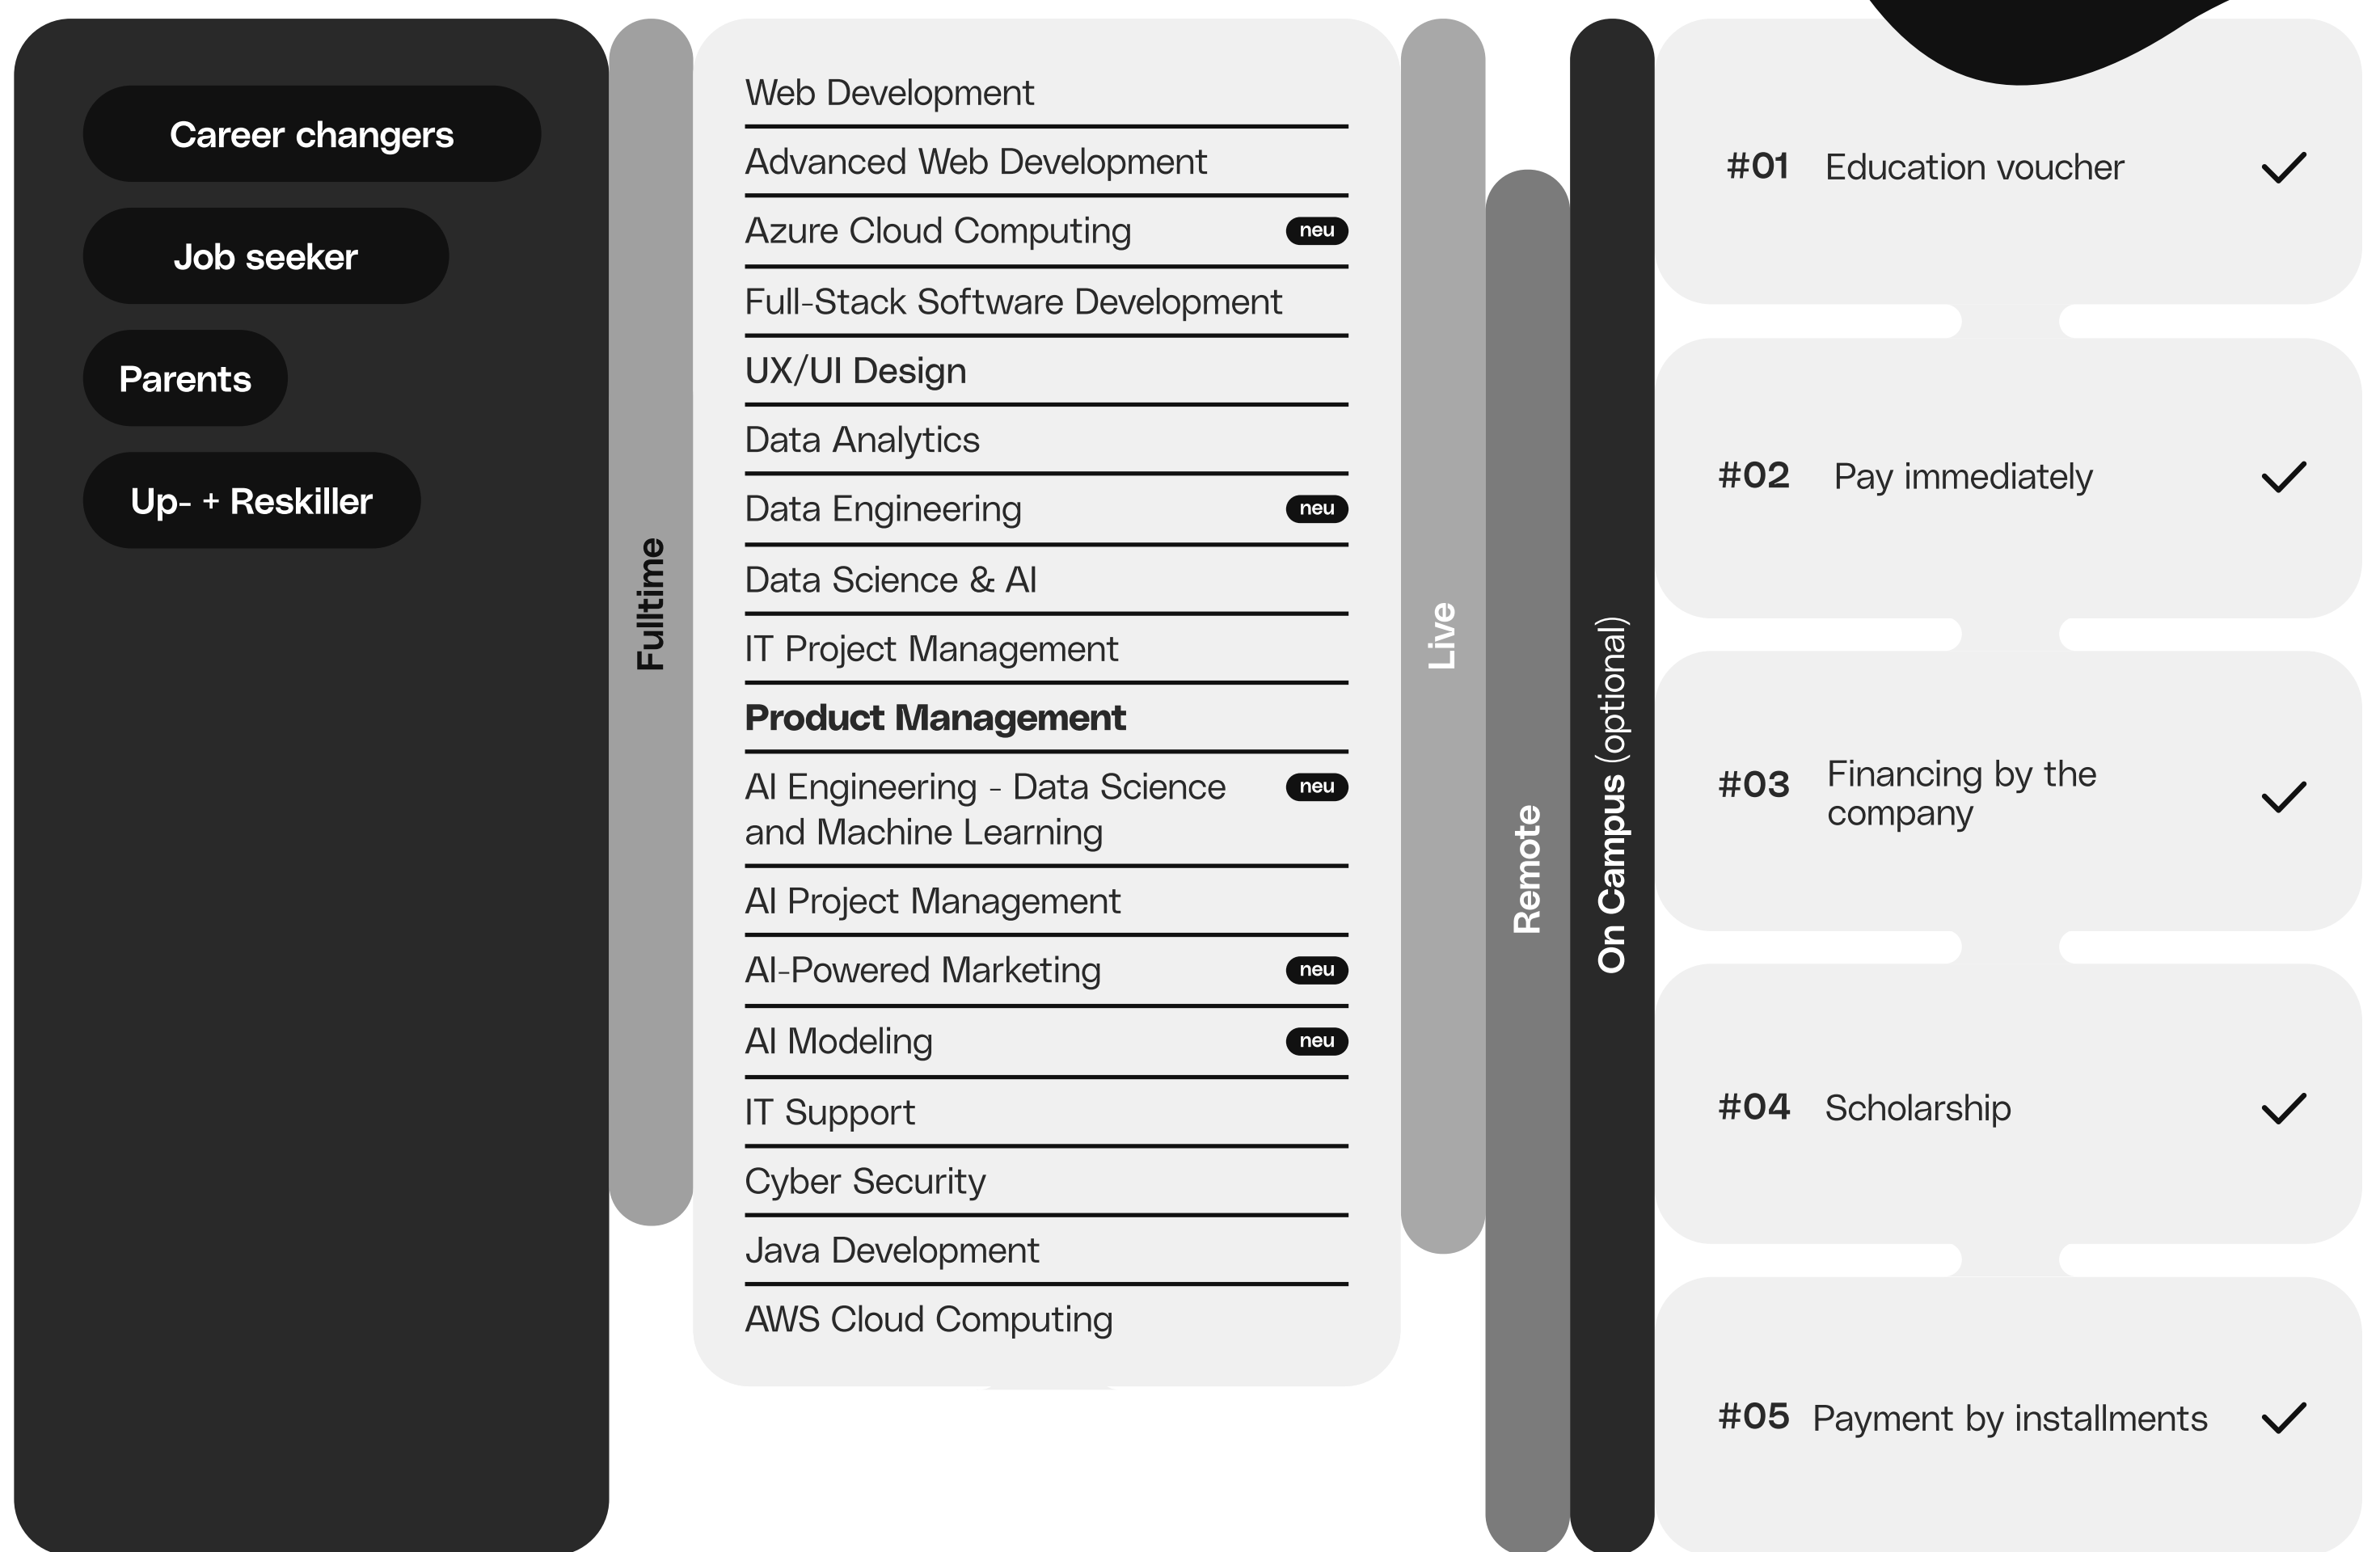 Career changers
Job seeker
Parents
Up- + Reskiller
Fulltime
Web Development
Advanced Web Development
Azure Cloud Computing neu
Full-Stack Software Development
UX/UI Design
Data Analytics
Data Engineering neu
Data Science & AI
IT Project Management
Product Management
AI Engineering - Data Science neu
and Machine Learning
AI Project Management
AI-Powered Marketing neu
AI Modeling neu
IT Support
Cyber Security
Java Development
AWS Cloud Computing
Live
Remote
On Campus (optional)
#01 Education voucher
#02 Pay immediately
#03 Financing by the
company
#04 Scholarship
#05 Payment by installments